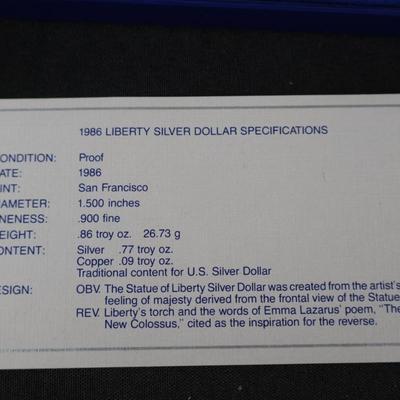 1986 LIBERTY SILVER DOLLAR SPECIFICATIONS
ONDITION: Proof
ATE: 1986
INT: San Francisco
AMETER: 1.500 inches
NENESS: .900 fine
EIGHT: .86 troy oz. 26.73 g
ONTENT: Silver .77 troy oz.
Copper .09 troy oz.
Traditional content for U.S. Silver Dollar
ESIGN: OBV. The Statue of Liberty Silver Dollar was created from the artist's
feeling of majesty derived from the frontal view of the Statue
REV. Liberty's torch and the words of Emma Lazarus' poem, "The
New Colossus," cited as the inspiration for the reverse.